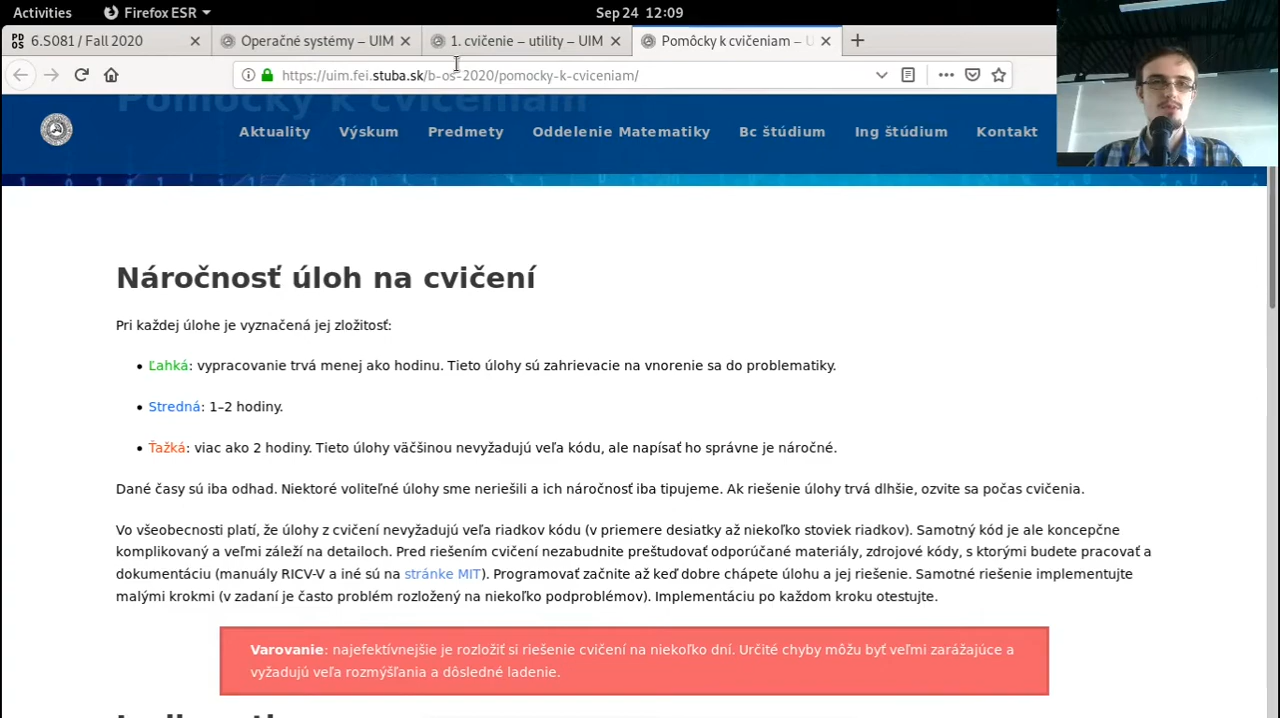 Activities
Firefox ESR
Sep 24 12:09
PD OS 6.S081 / Fall 2020
Operačné systémy – UIM
1. cvičenie – utility – UIM
Pomôcky k cvičeniam – U
https://uim.fei.stuba.sk/b-os-2020/pomocky-k-cviceniam/
Pomôcky k cvičeniam
Aktuality Výskum Predmety Oddelenie Matematiky Bc štúdium Ing štúdium Kontakt
Náročnosť úloh na cvičení
Pri každej úlohe je vyznačená jej zložitosť:
• Ľahká: vypracovanie trvá menej ako hodinu. Tieto úlohy sú zahrievacie na vnorenie sa do problematiky.
• Stredná: 1–2 hodiny.
• Ťažká: viac ako 2 hodiny. Tieto úlohy väčšinou nevyžadujú veľa kódu, ale napísať ho správne je náročné.
Dané časy sú iba odhad. Niektoré voliteľné úlohy sme neriešili a ich náročnosť iba tipujeme. Ak riešenie úlohy trvá dlhšie, ozvite sa počas cvičenia.
Vo všeobecnosti platí, že úlohy z cvičení nevyžadujú veľa riadkov kódu (v priemere desiatky až niekoľko stoviek riadkov). Samotný kód je ale koncepčne
komplikovaný a veľmi záleží na detailoch. Pred riešením cvičení nezabudnite preštudovať odporúčané materiály, zdrojové kódy, s ktorými budete pracovať a
dokumentáciu (manuály RICV-V a iné sú na stránke MIT). Programovať začnite až keď dobre chápete úlohu a jej riešenie. Samotné riešenie implementujte
malými krokmi (v zadaní je často problém rozložený na niekoľko podproblémov). Implementáciu po každom kroku otestujte.
Varovanie: najefektívnejšie je rozložiť si riešenie cvičení na niekoľko dní. Určité chyby môžu byť veľmi zarážajúce a
vyžadujú veľa rozmýšľania a dôsledné ladenie.